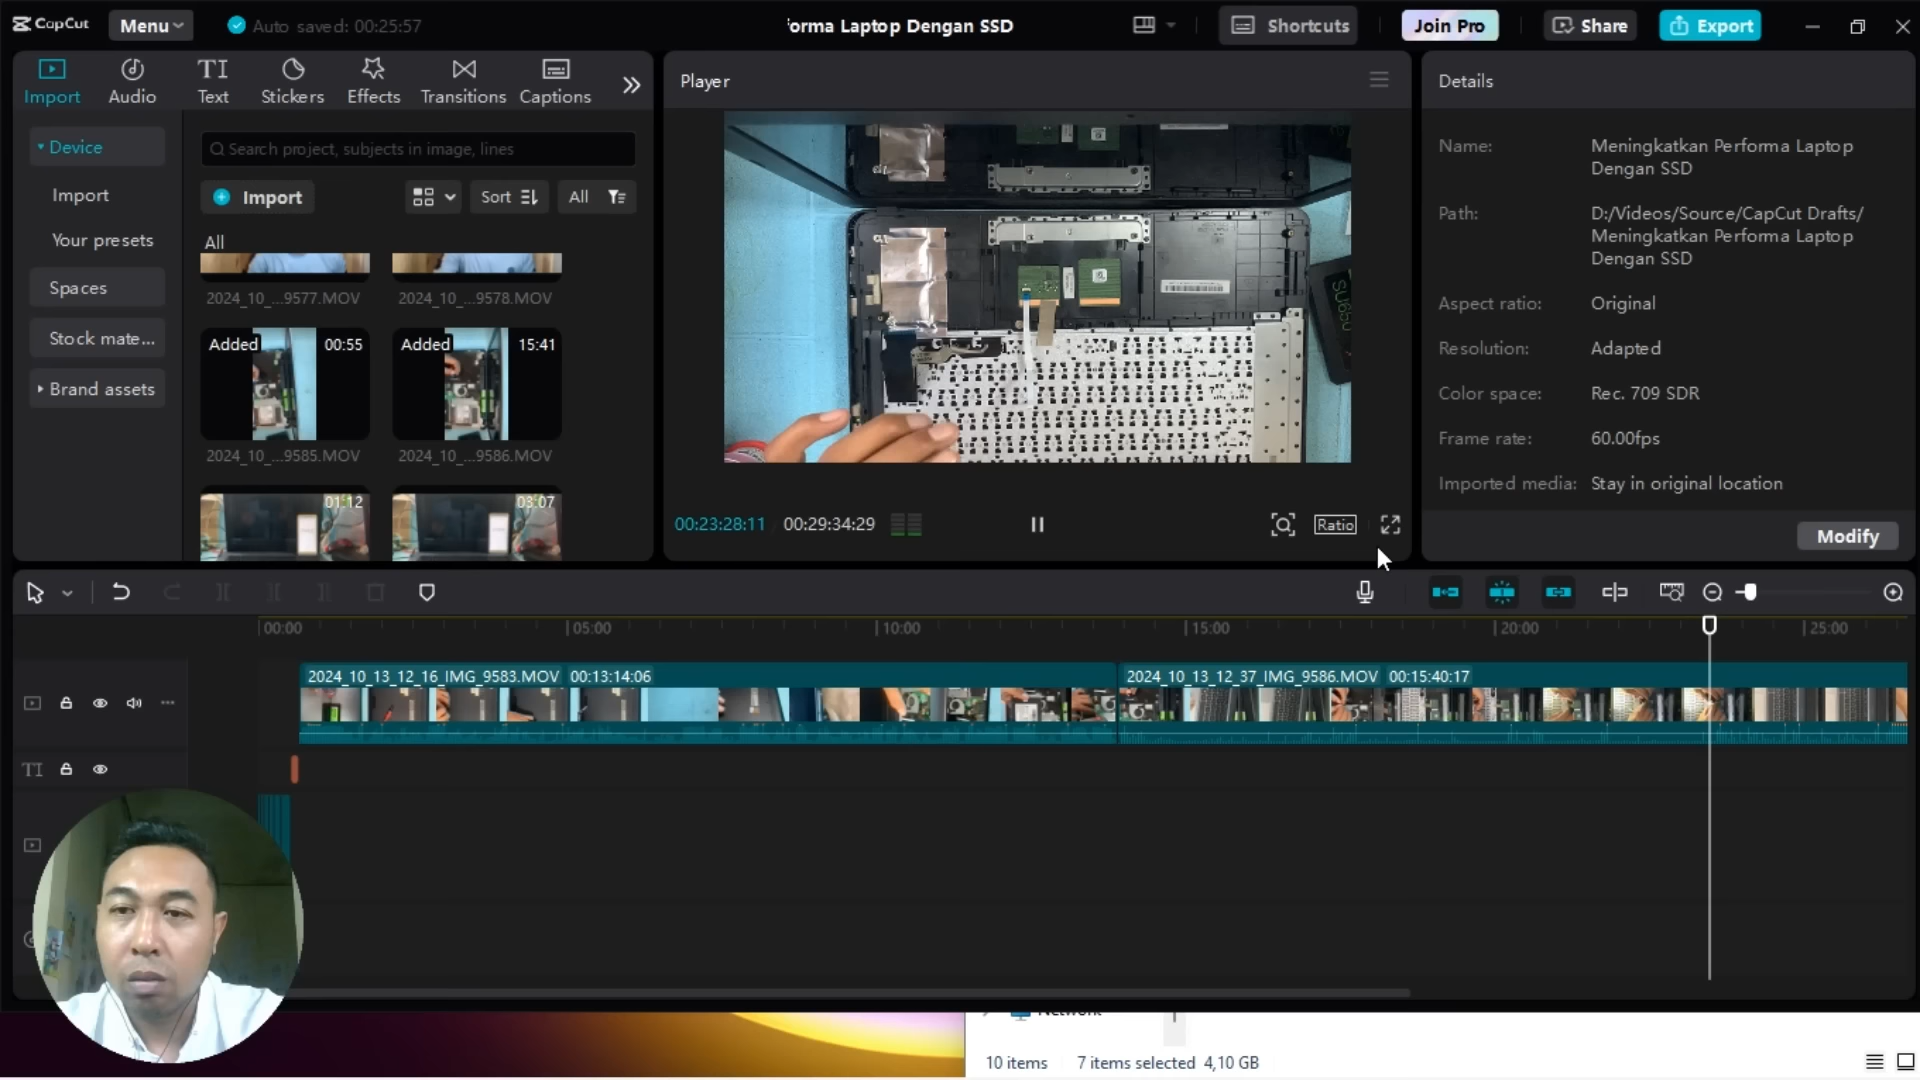 CapCut
Menu
Auto saved: 00:25:57
forma Laptop Dengan SSD
Shortcuts
Join Pro
Share
Export
Import
Audio
Text
Stickers
Effects
Transitions
Captions
Player
Details
Device
Import
Your presets
Spaces
Stock mate...
Brand assets
Search project, subjects in image, lines
Import
Sort
All
All
2024_10_...9577.MOV
2024_10_...9578.MOV
Added 00:55
Added 15:41
2024_10_...9585.MOV
2024_10_...9586.MOV
01:12
03:07
00:23:28:11
00:29:34:29
Ratio
Name: Meningkatkan Performa Laptop
Dengan SSD
Path: D:/Videos/Source/CapCut Drafts/
Meningkatkan Performa Laptop
Dengan SSD
Aspect ratio: Original
Resolution: Adapted
Color space: Rec. 709 SDR
Frame rate: 60.00fps
Imported media: Stay in original location
Modify
00:00
05:00
10:00
15:00
20:00
25:00
2024_10_13_12_16_IMG_9583.MOV 00:13:14:06
2024_10_13_12_37_IMG_9586.MOV 00:15:40:17
TI
Network
10 items
7 items selected 4,10 GB